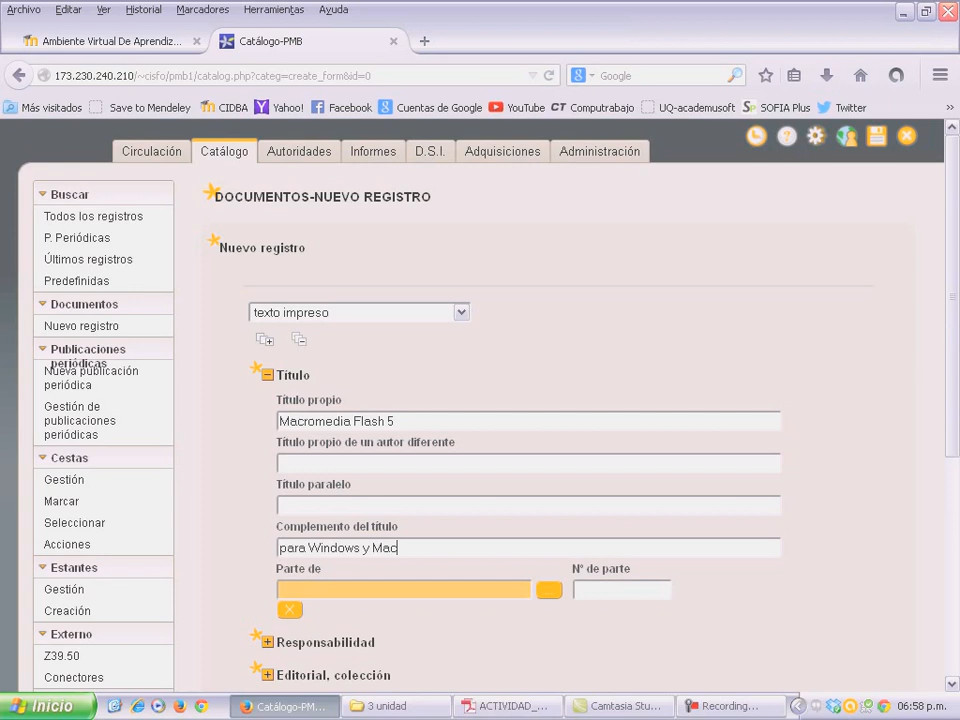 Archivo Editar Ver Historial Marcadores Herramientas Ayuda
Ambiente Virtual De Aprendiz... Catálogo-PMB
173.230.240.210/~cisfo/pmb1/catalog.php?categ=create_form&id=0 Google
Más visitados Save to Mendeley CIDBA Yahoo! Facebook Cuentas de Google YouTube CT Computrabajo UQ-academusoft SOFIA Plus Twitter
Circulación Catálogo Autoridades Informes D.S.I. Adquisiciones Administración
Buscar
Todos los registros
P. Periódicas
Últimos registros
Predefinidas
Documentos
Nuevo registro
Publicaciones periódicas
Nueva publicación
periódica
Gestión de
publicaciones
periódicas
Cestas
Gestión
Marcar
Seleccionar
Acciones
Estantes
Gestión
Creación
Externo
Z39.50
Conectores
DOCUMENTOS-NUEVO REGISTRO
Nuevo registro
texto impreso
Título
Título propio
Macromedia Flash 5
Título propio de un autor diferente
Título paralelo
Complemento del título
para Windows y Mac
Parte de Nº de parte
Responsabilidad
Editorial, colección
Inicio Catálogo-PM... 3 unidad ACTIVIDAD_... Camtasia Stu... Recording... 06:58 p.m.